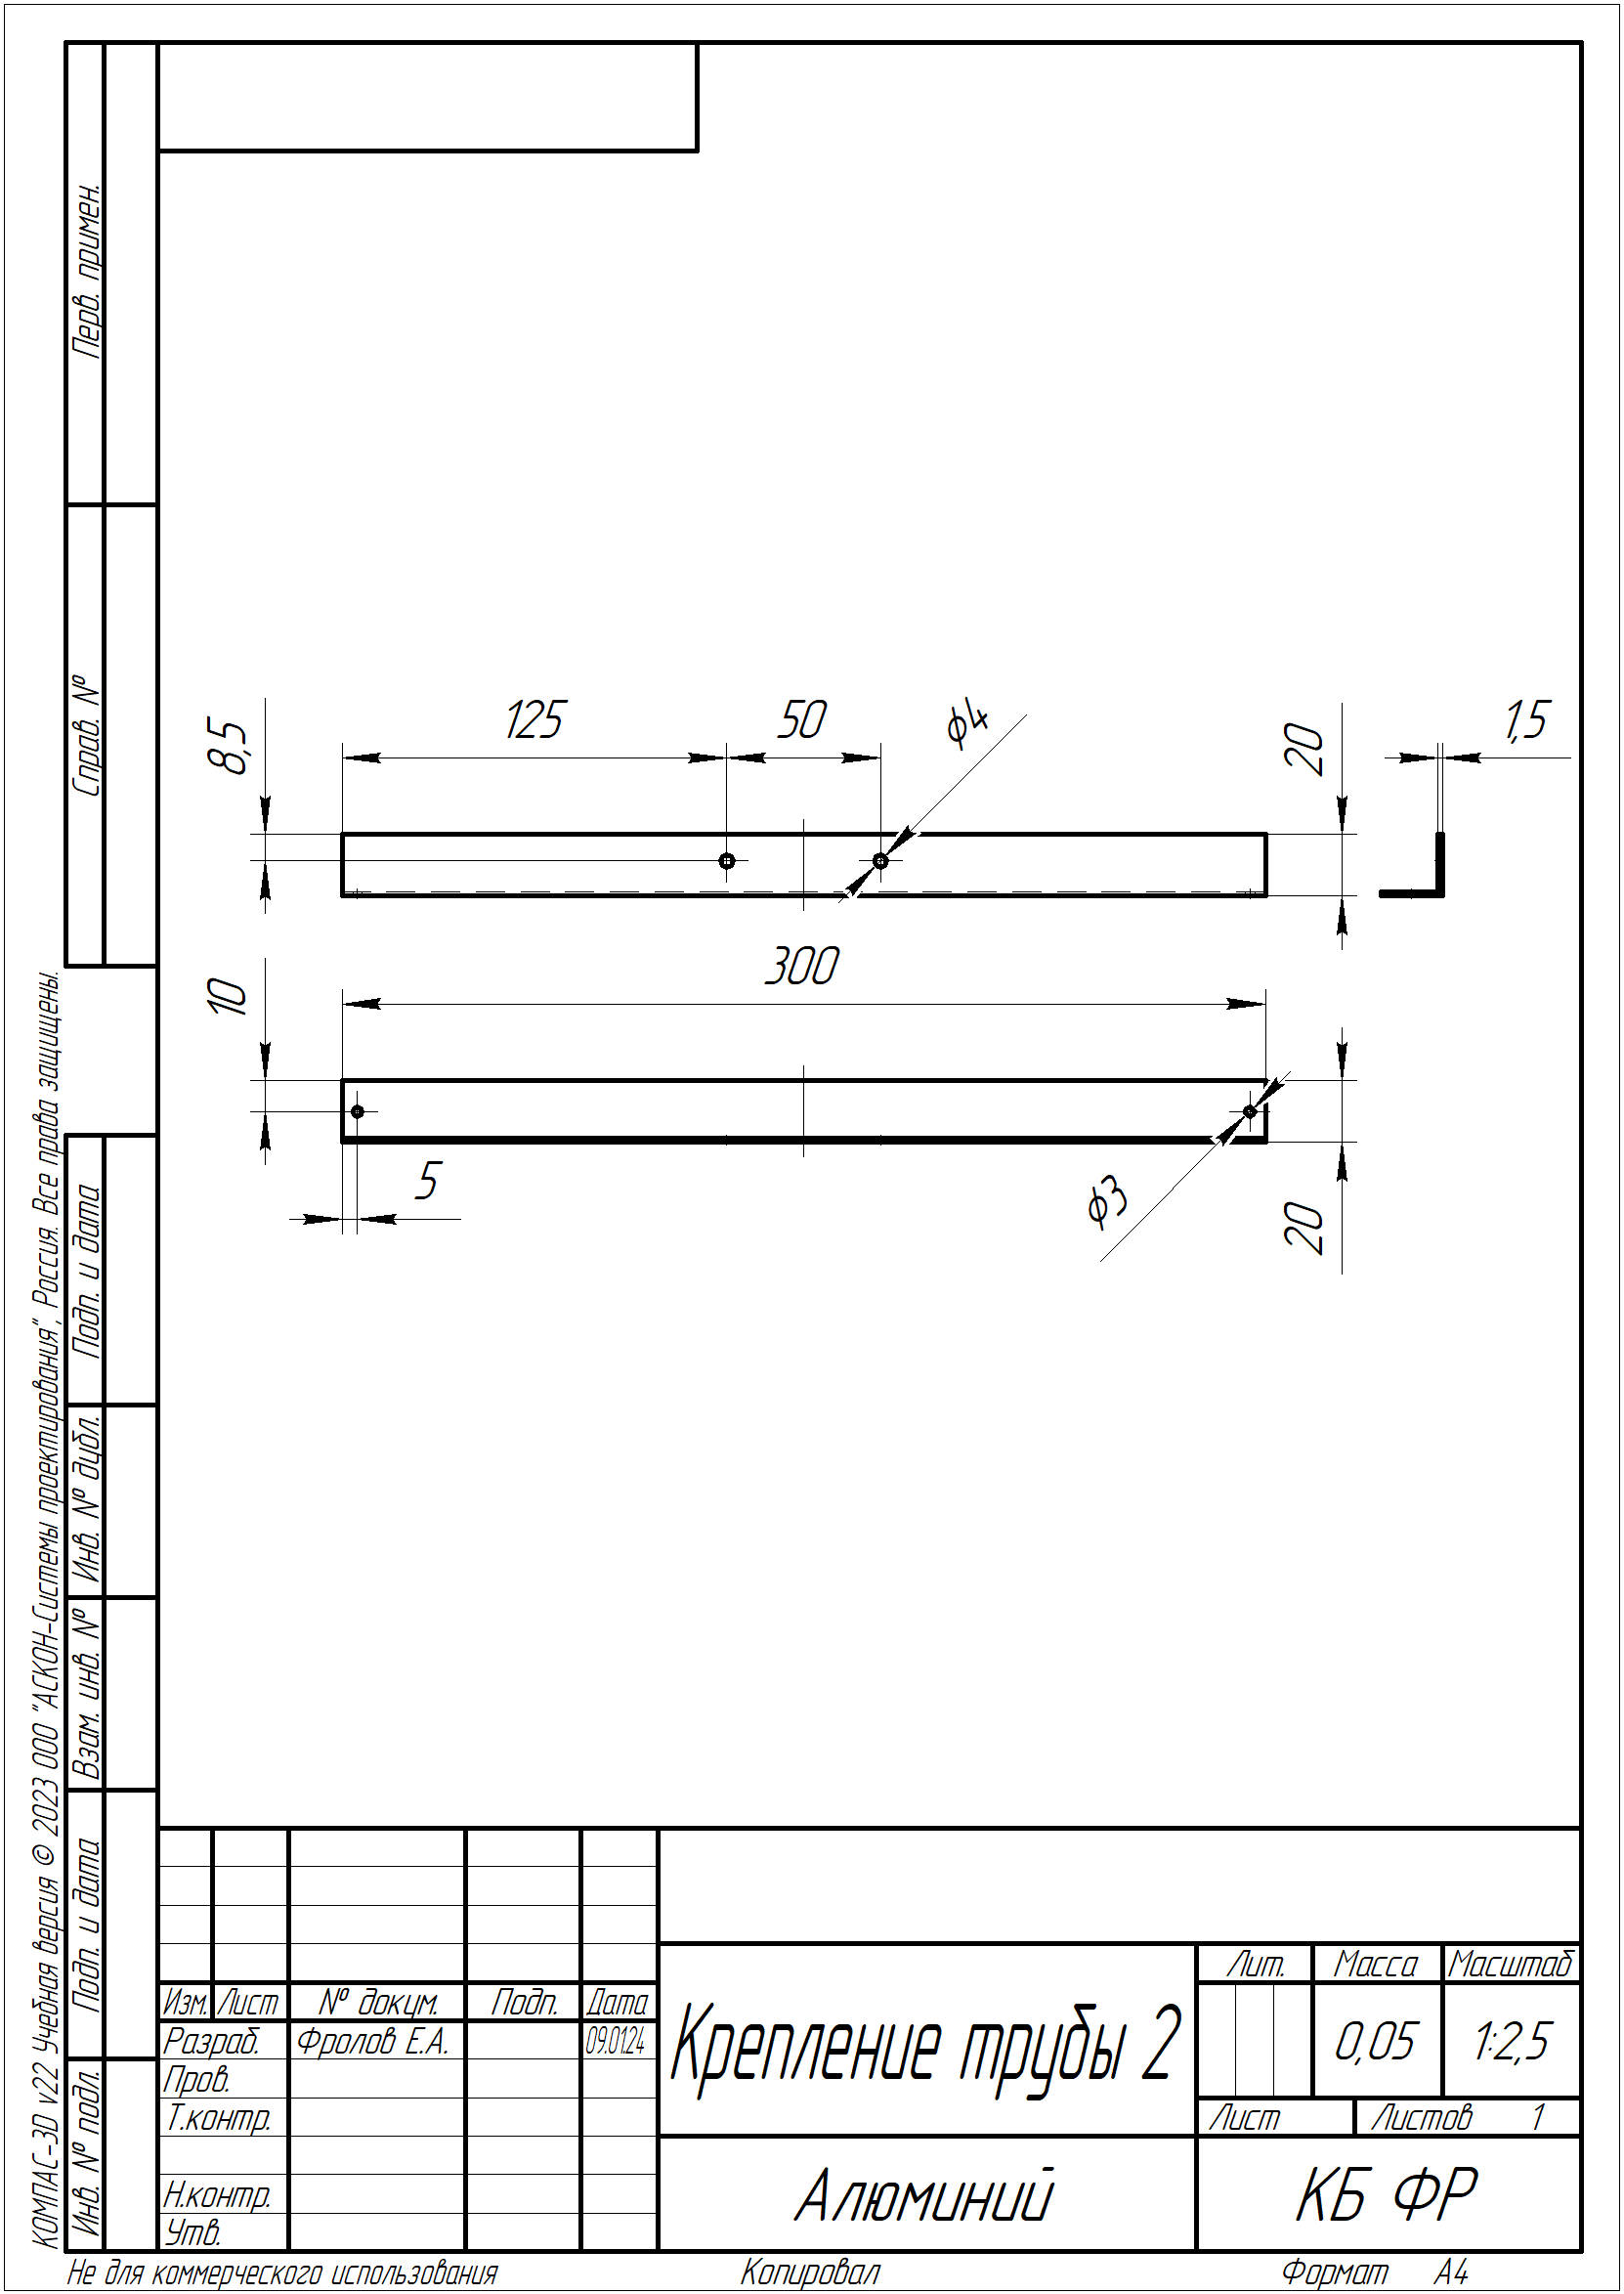 Перв. примен.
Справ. №
Подп. и дата
Инв. № дубл.
Взам. инв. №
Подп. и дата
Инв. № подл.
КОМПАС-3D v22 Учебная версия © 2023 ООО "АСКОН-Системы проектирования", Россия. Все права защищены.
8,5
125
50
ϕ4
20
1,5
10
300
5
ϕ3
20
Изм. Лист № докум. Подп. Дата
Разраб. Фролов Е.А. 09.01.24
Пров.
Т.контр.
Н.контр.
Утв.
Крепление трубы 2
Алюминий
Лит. Масса Масштаб
0,05 1:2,5
Лист Листов 1
КБ ФР
Не для коммерческого использования Копировал Формат А4